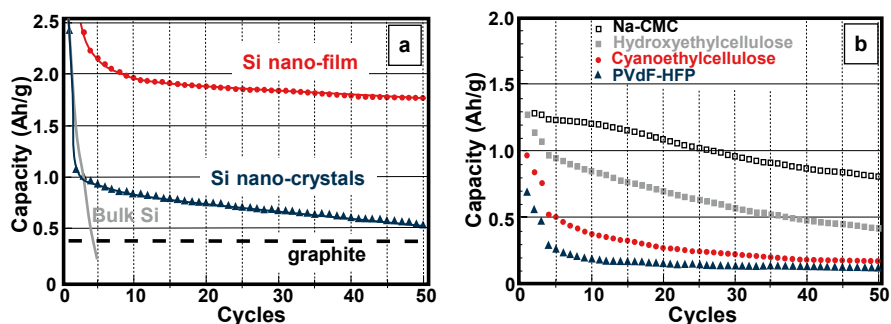 2.5
2.0
1.5
1.0
0.5
0
Capacity (Ah/g)
a
Si nano-film
Si nano-crystals
Bulk Si
graphite
0 10 20 30 40 50
Cycles
2.0
1.5
1.0
0.5
0
Capacity (Ah/g)
b
Na-CMC
Hydroxyethylcellulose
Cyanoethylcellulose
PVdF-HFP
0 10 20 30 40 50
Cycles